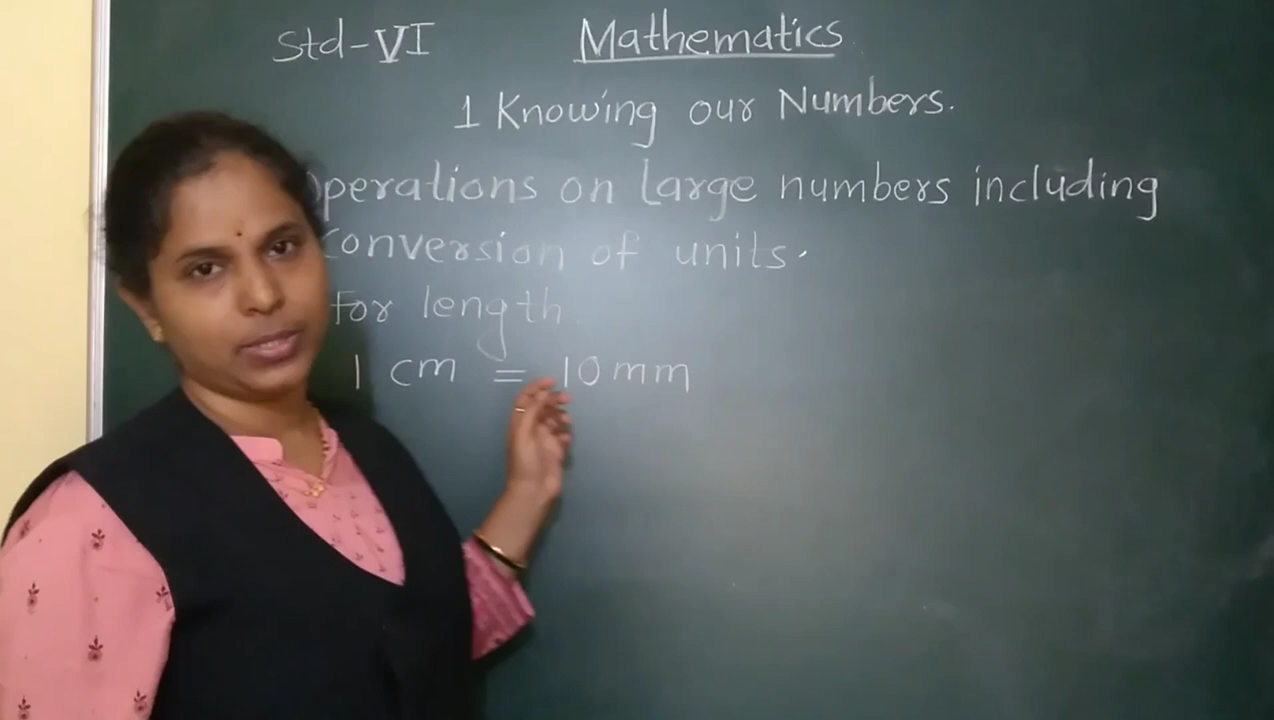 Std-VI Mathematics
1 Knowing our Numbers.
Operations on large numbers including
Conversion of units.
For length
1 cm = 10 mm